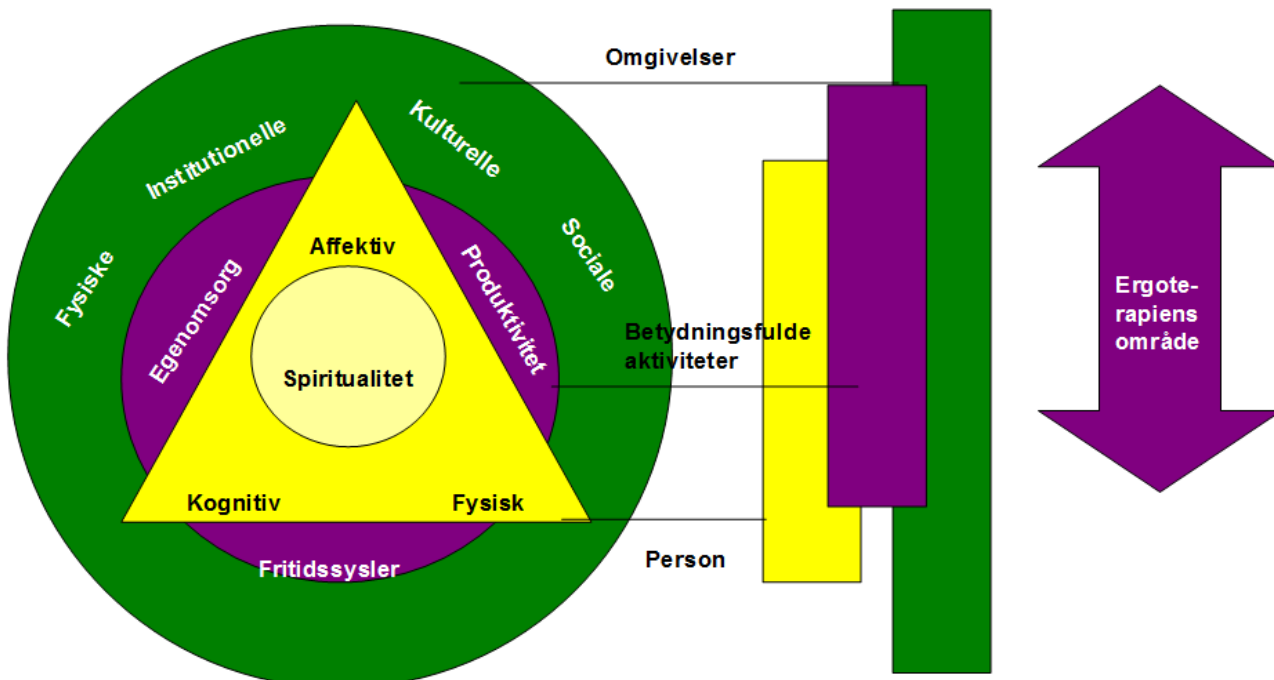 Omgivelser
Institutionelle
Kulturelle
Fysiske
Sociale
Affektiv
Egenomsorg
Produktivitet
Spiritualitet
Betydningsfulde
aktiviteter
Ergote-
rapiens
område
Kognitiv
Fysisk
Person
Fritidssysler